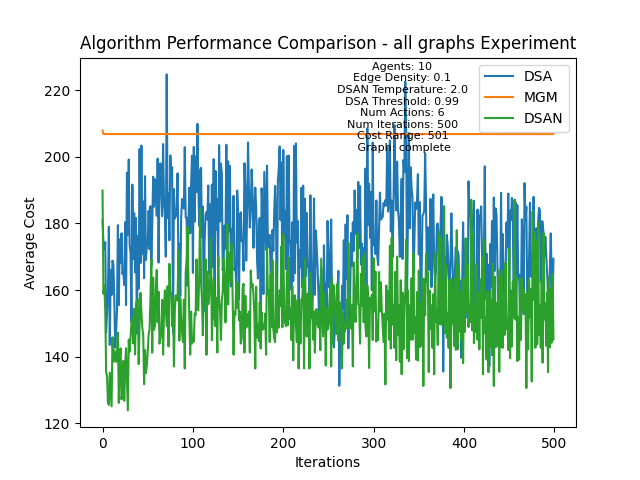 Algorithm Performance Comparison - all graphs Experiment
Agents: 10
Edge Density: 0.1
DSAN Temperature: 2.0
DSA Threshold: 0.99
Num Actions: 6
Num Iterations: 500
Cost Range: 501
Graph: complete
DSA
MGM
DSAN
Average Cost
220
200
180
160
140
120
0 100 200 300 400 500
Iterations